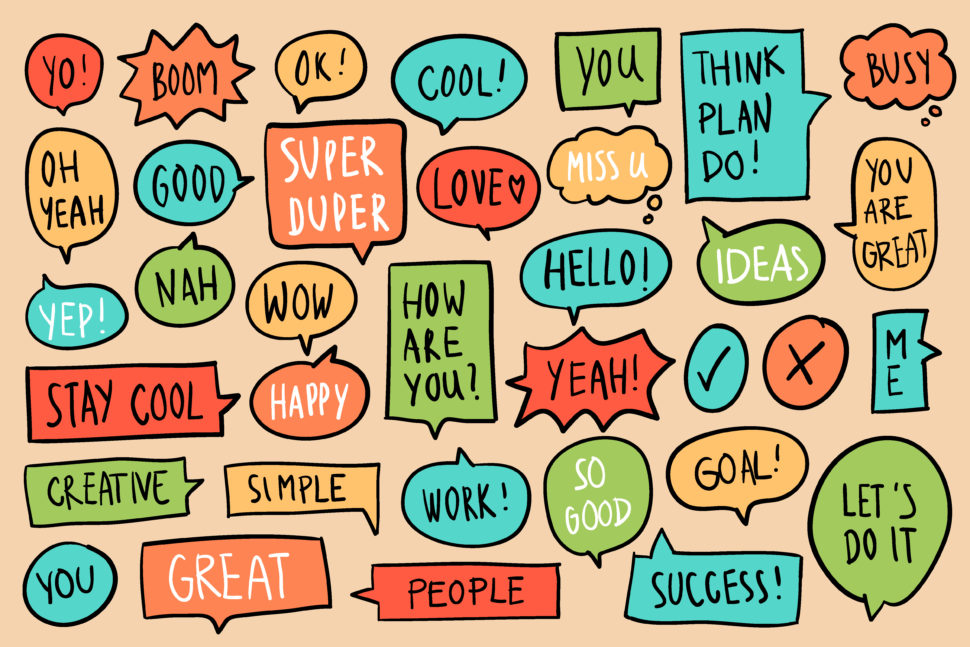 YO!
BOOM
OK!
COOL!
YOU
THINK
PLAN
DO!
BUSY
OH
YEAH
GOOD
SUPER
DUPER
LOVE♡
MISS U
YOU
ARE
GREAT
YEP!
NAH
WOW
HOW
ARE
YOU?
HELLO!
IDEAS
STAY COOL
HAPPY
YEAH!
✓
✗
M
E
CREATIVE
SIMPLE
WORK!
SO
GOOD
GOAL!
LET'S
DO IT
YOU
GREAT
PEOPLE
SUCCESS!